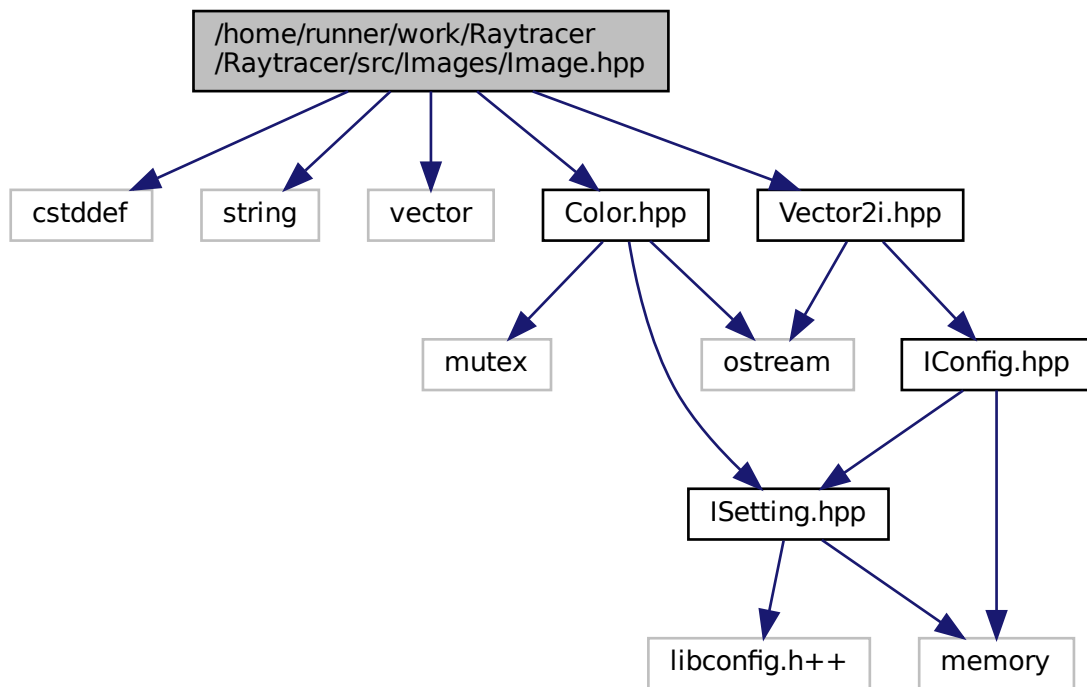 /home/runner/work/Raytracer
/Raytracer/src/Images/Image.hpp
cstddef
string
vector
Color.hpp
Vector2i.hpp
mutex
ostream
IConfig.hpp
ISetting.hpp
libconfig.h++
memory